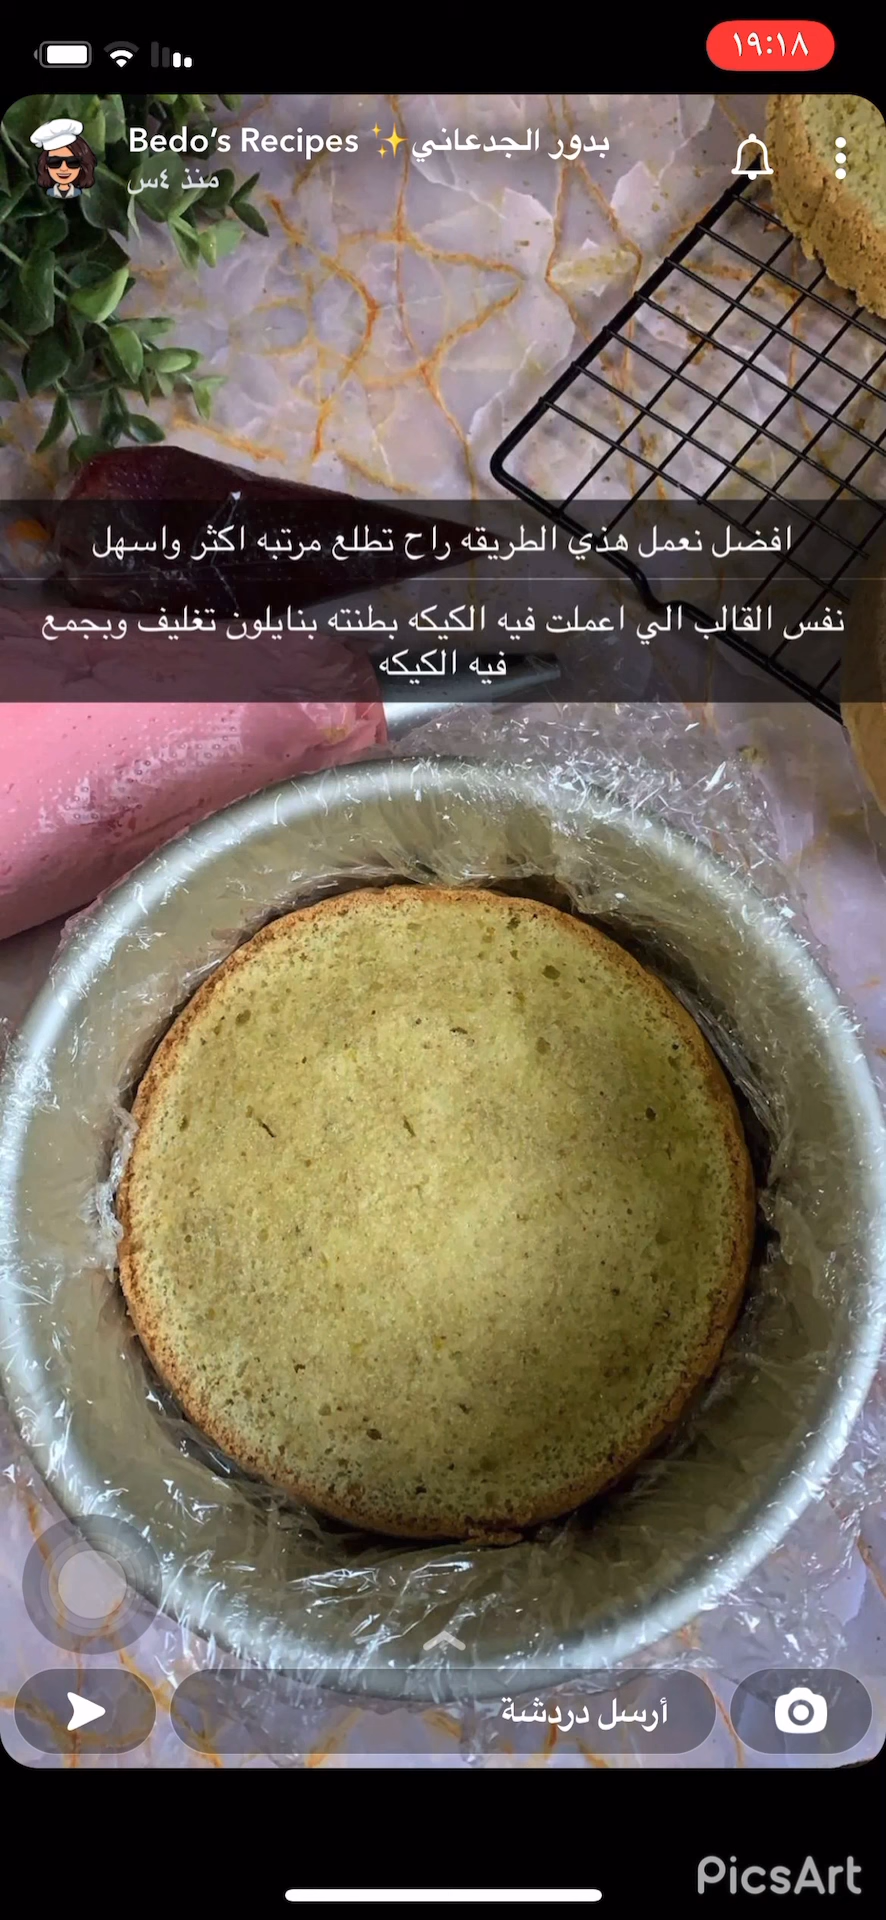 ١٩:١٨
Bedo's Recipes ✨بدور الجدعاني
منذ ٤س
افضل نعمل هذي الطريقه راح تطلع مرتبه اكثر واسهل
نفس القالب الي اعملت فيه الكيكه بطنته بنايلون تغليف وبجمع
فيه الكيكه
أرسل دردشة
PicsArt